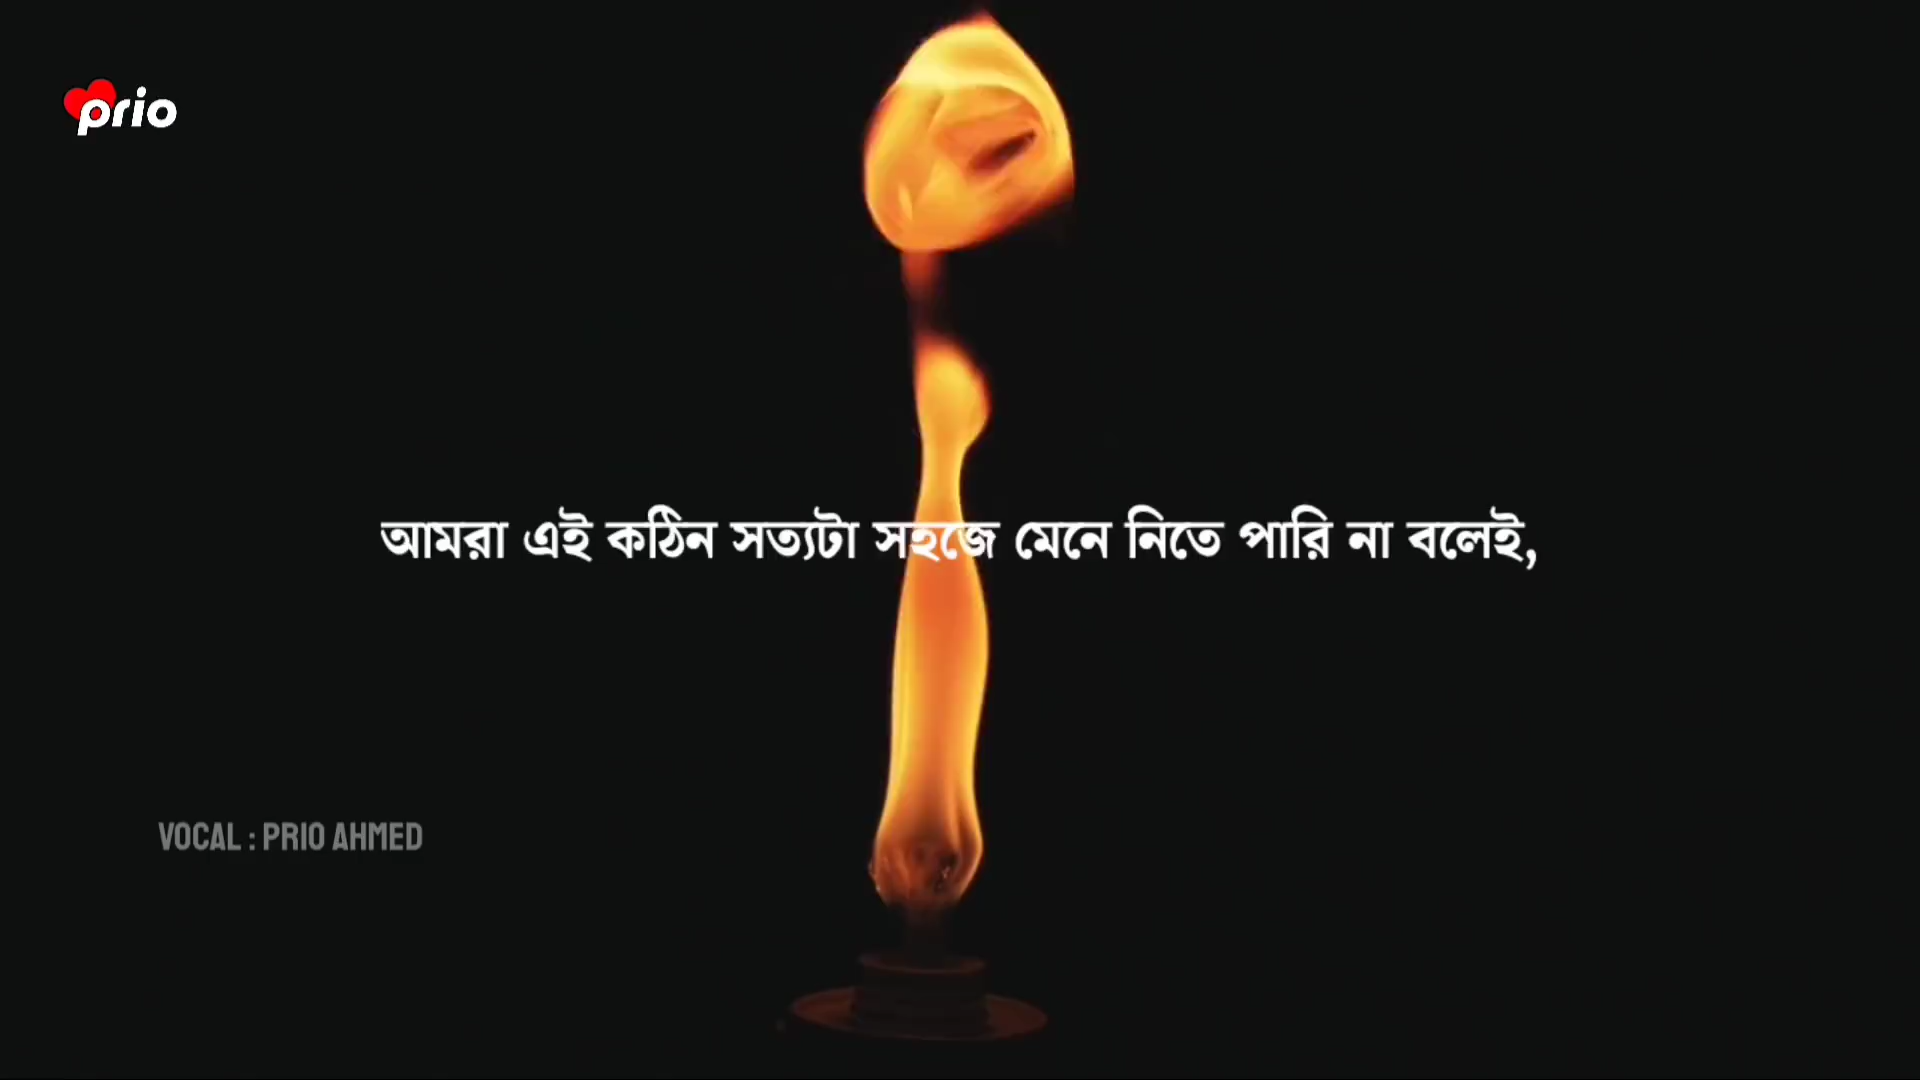 prio
আমরা এই কঠিন সত্যটা সহজে মেনে নিতে পারি না বলেই,
VOCAL : PRIO AHMED